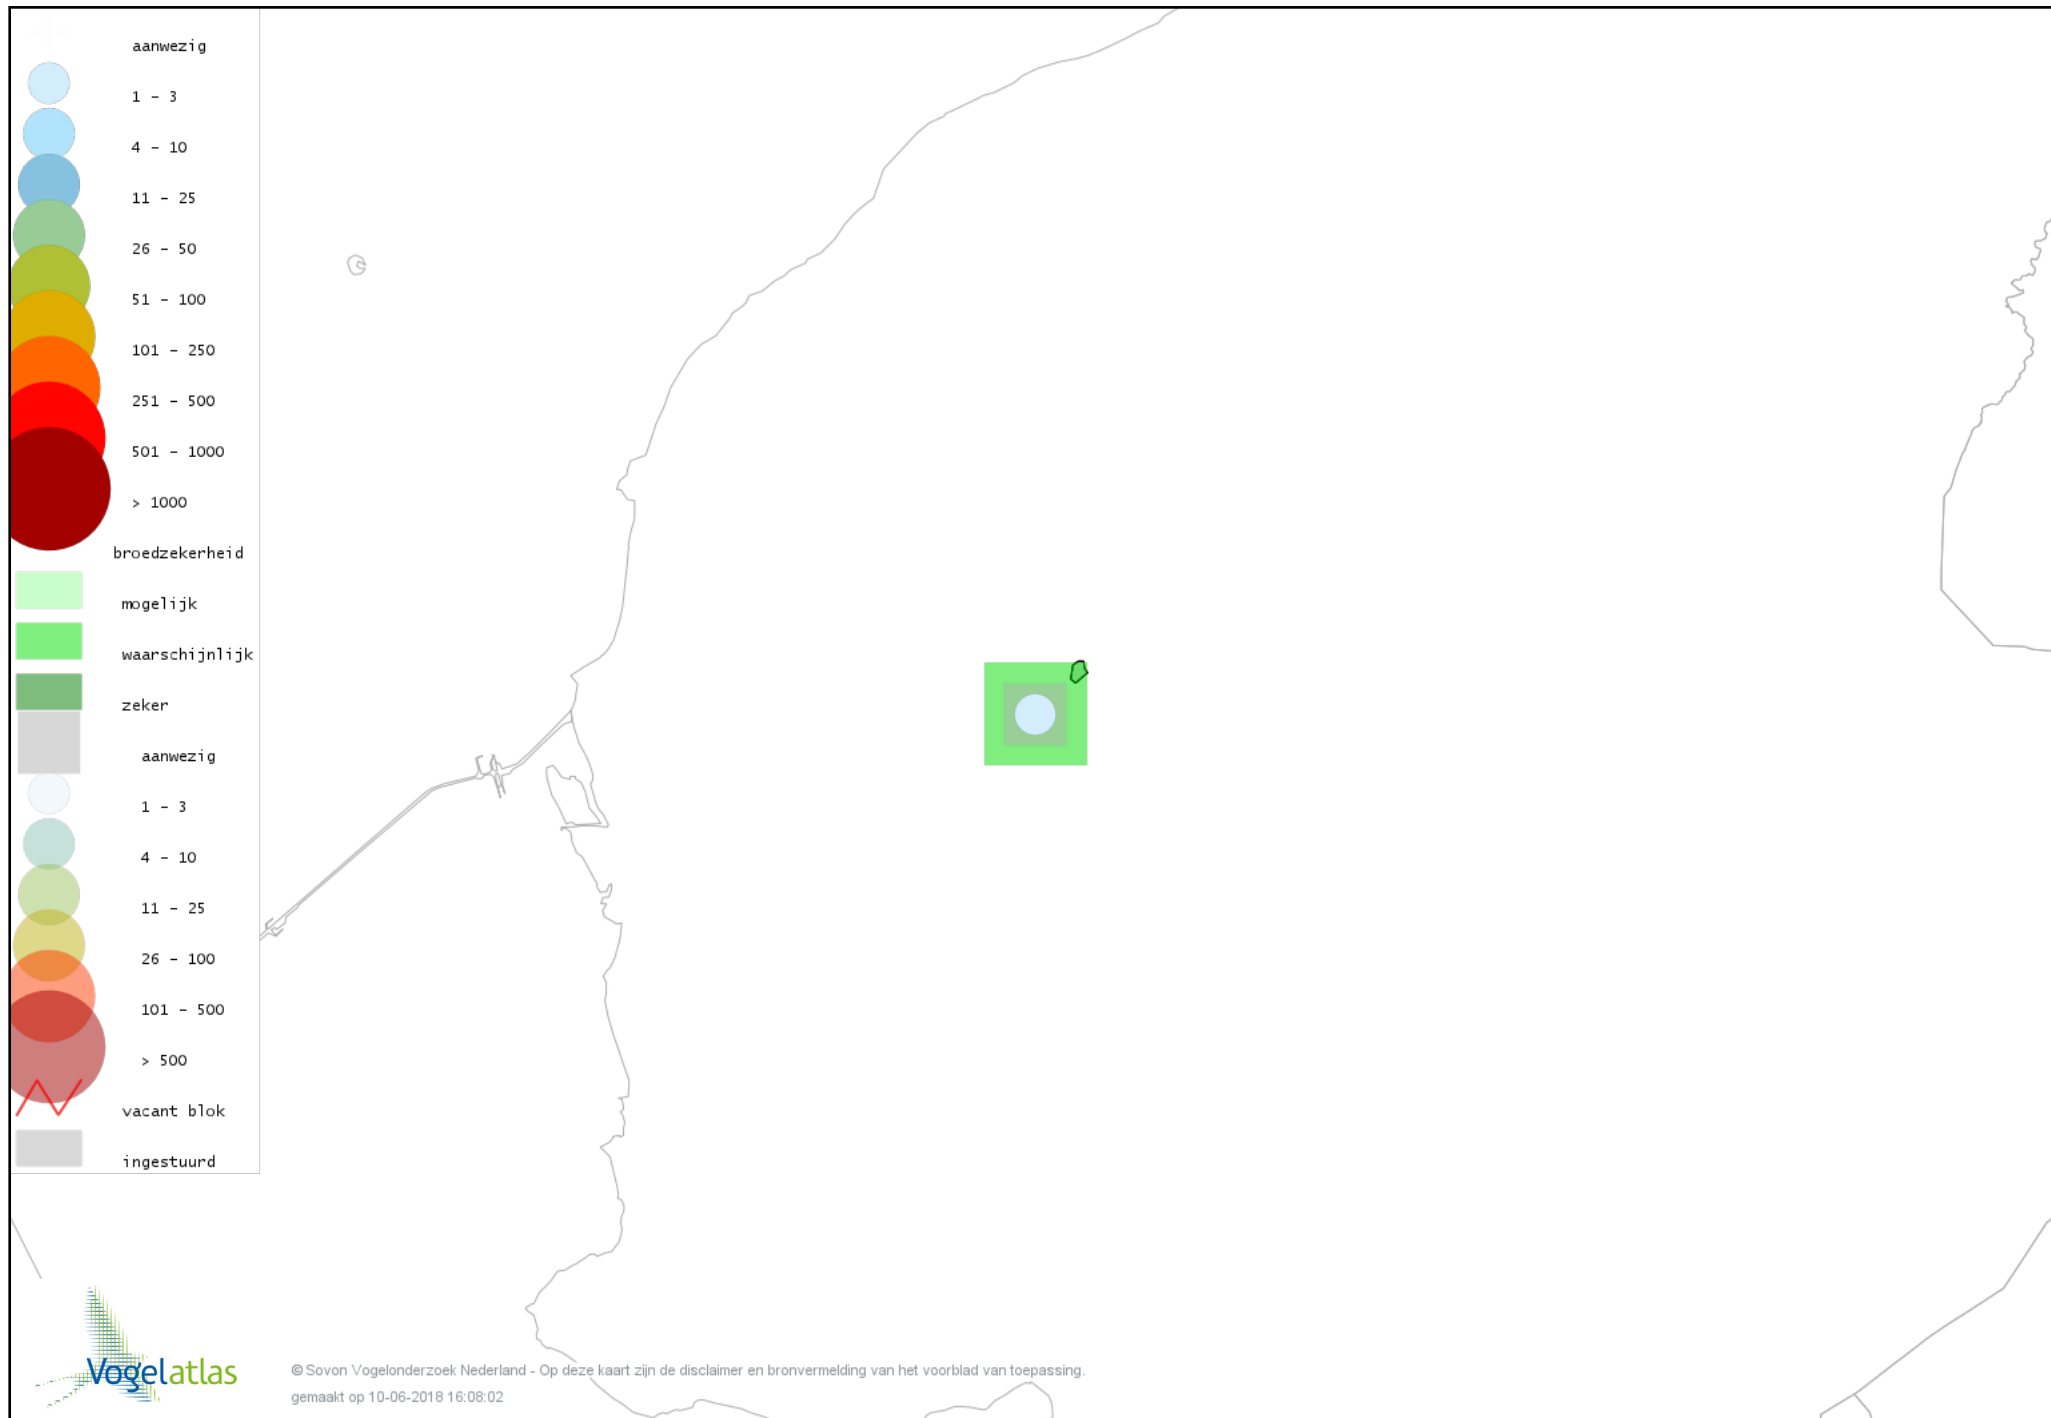 aanwezig
1 - 3
4 - 10
11 - 25
26 - 50
51 - 100
101 - 250
251 - 500
501 - 1000
> 1000
broedzekerheid
mogelijk
waarschijnlijk
zeker
aanwezig
1 - 3
4 - 10
11 - 25
26 - 100
101 - 500
> 500
vacant blok
ingestuurd
Vogelatlas
© Sovon Vogelonderzoek Nederland - Op deze kaart zijn de disclaimer en bronvermelding van het voorblad van toepassing.
gemaakt op 10-06-2018 16:08:02